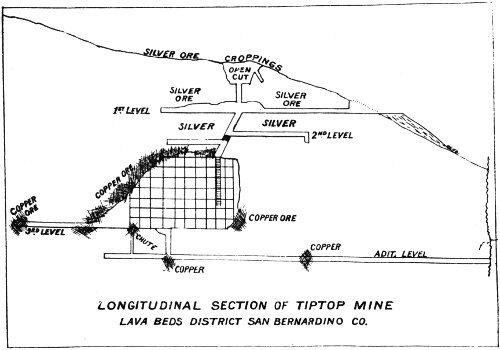 SILVER ORE CROPPINGS
OPEN
CUT
SILVER
ORE
SILVER
ORE
1ST LEVEL
SILVER
SILVER
2ND LEVEL
COPPER ORE
COPPER
ORE
COPPER ORE
3RD LEVEL
CHUTE
COPPER
COPPER
ADIT. LEVEL
LONGITUDINAL SECTION OF TIPTOP MINE
LAVA BEDS DISTRICT SAN BERNARDINO CO.